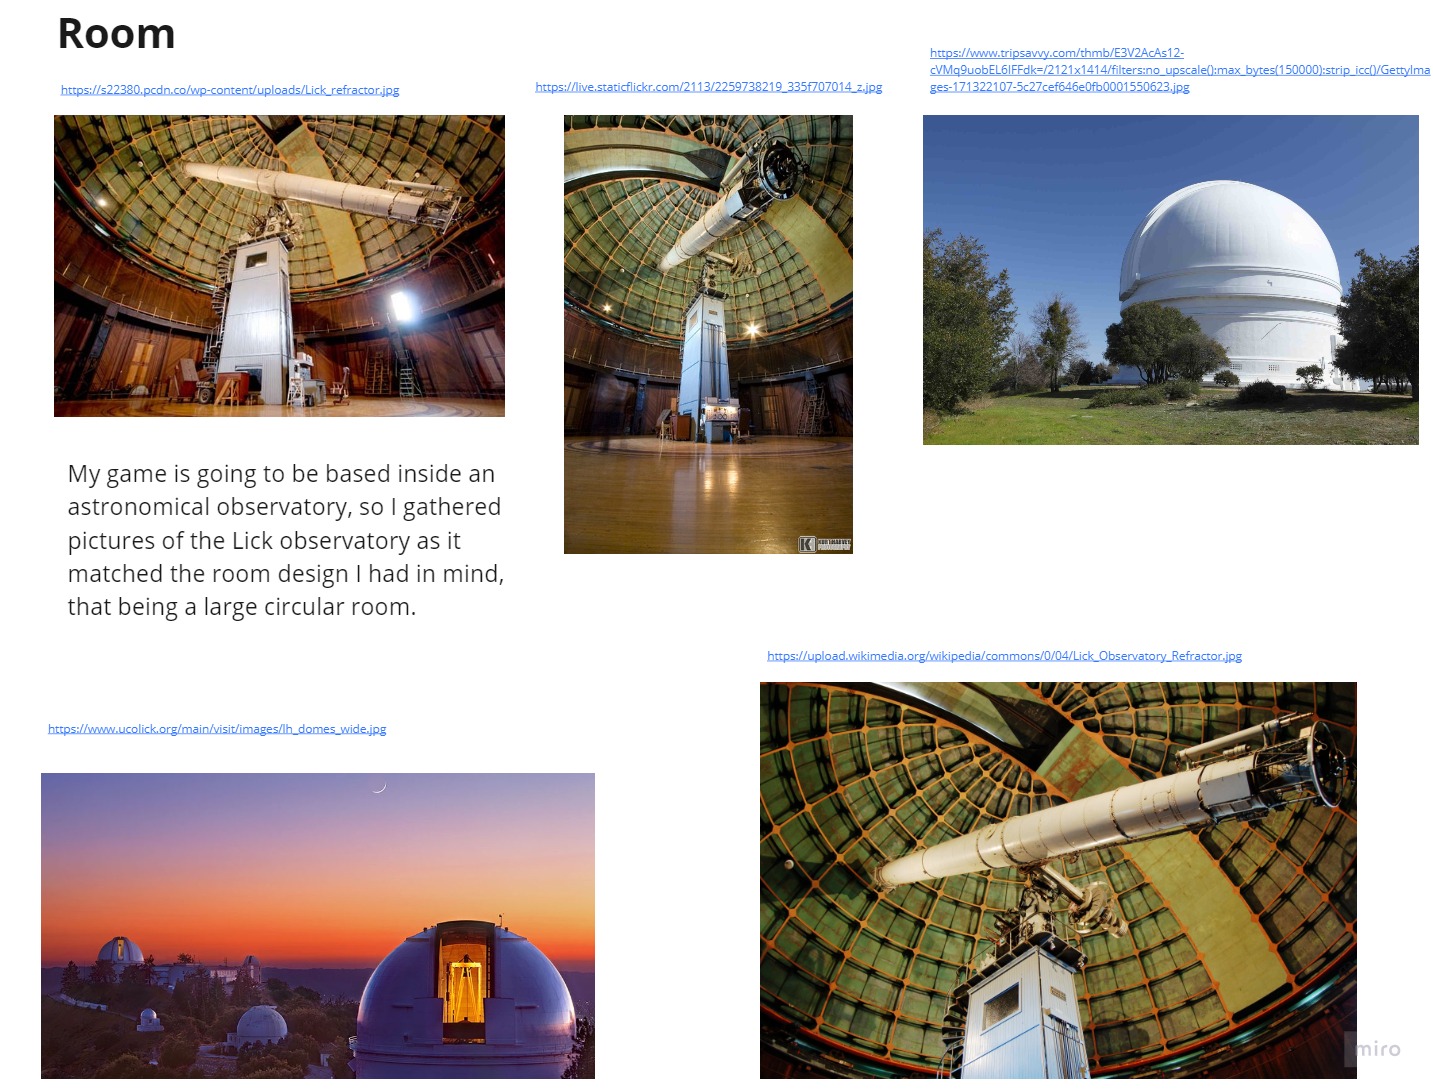 Room
https://s22380.pcdn.co/wp-content/uploads/Lick_refractor.jpg
https://live.staticflickr.com/2113/2259738219_335f707014_z.jpg
https://www.tripsavvy.com/thmb/E3V2AcAs12-
cVMq9uobEL6IFFdk=/2121x1414/filters:no_upscale():max_bytes(150000):strip_icc()/GettyIma
ges-171322107-5c27cef646e0fb0001550623.jpg
My game is going to be based inside an
astronomical observatory, so I gathered
pictures of the Lick observatory as it
matched the room design I had in mind,
that being a large circular room.
https://upload.wikimedia.org/wikipedia/commons/0/04/Lick_Observatory_Refractor.jpg
https://www.ucolick.org/main/visit/images/lh_domes_wide.jpg
miro